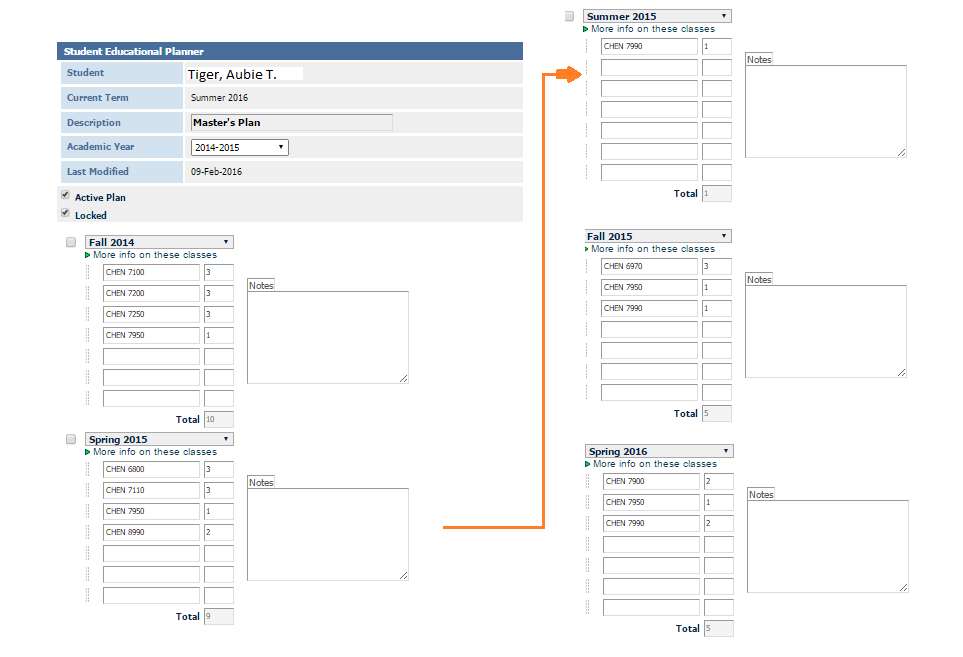 Student Educational Planner
Student Tiger, Aubie T.
Current Term Summer 2016
Description Master's Plan
Academic Year 2014-2015
Last Modified 09-Feb-2016
Active Plan
Locked
Fall 2014
More info on these classes
CHEN 7100 3
Notes
CHEN 7200 3
CHEN 7250 3
CHEN 7950 1
Total 10
Spring 2015
More info on these classes
CHEN 6800 3
Notes
CHEN 7110 3
CHEN 7950 1
CHEN 8990 2
Total 9
Summer 2015
More info on these classes
CHEN 7990 1
Notes
Total 1
Fall 2015
More info on these classes
CHEN 6970 3
Notes
CHEN 7950 1
CHEN 7990 1
Total 5
Spring 2016
More info on these classes
CHEN 7900 2
Notes
CHEN 7950 1
CHEN 7990 2
Total 5